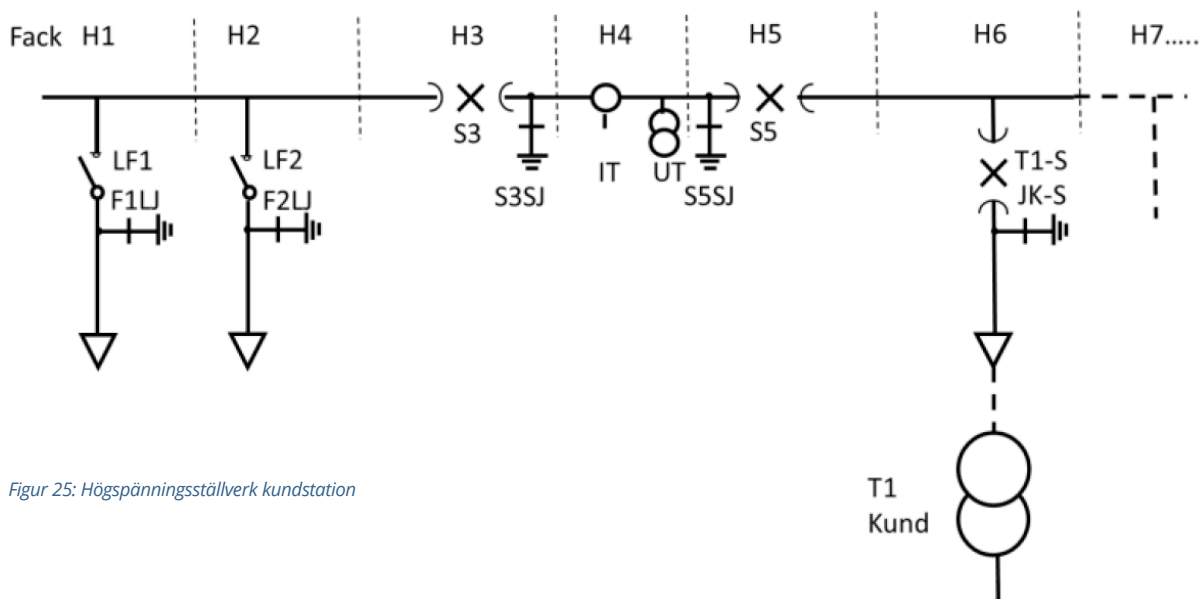 Fack H1 H2 H3 H4 H5 H6 H7.....
LF1
F1LJ
LF2
F2LJ
S3
S3SJ
IT
UT
S5SJ
S5
T1-S
JK-S
T1
Kund
Figur 25: Högspänningsställverk kundstation